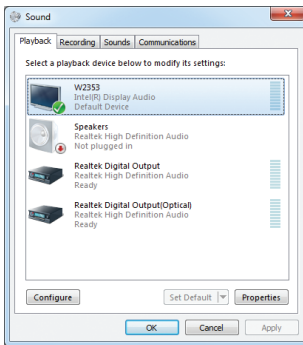 Sound
Playback Recording Sounds Communications
Select a playback device below to modify its settings:
W2353
Intel(R) Display Audio
Default Device
Speakers
Realtek High Definition Audio
Not plugged in
Realtek Digital Output
Realtek High Definition Audio
Ready
Realtek Digital Output(Optical)
Realtek High Definition Audio
Ready
Configure Set Default Properties
OK Cancel Apply